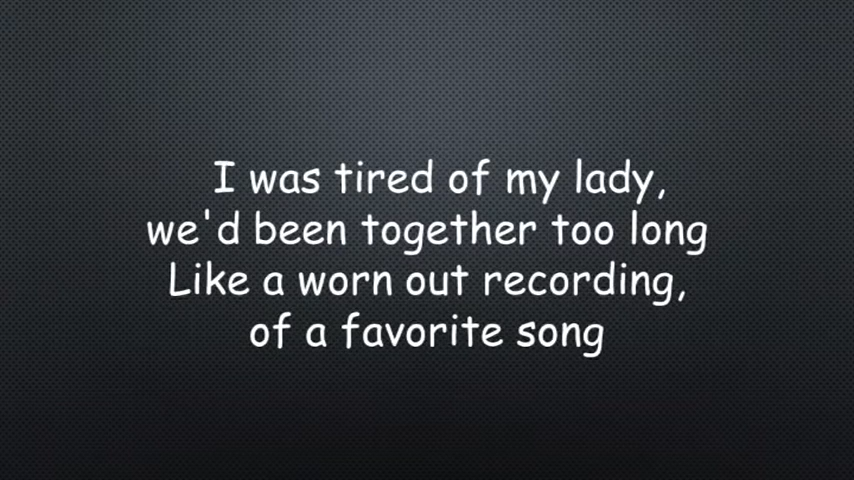 I was tired of my lady,
we'd been together too long
Like a worn out recording,
of a favorite song